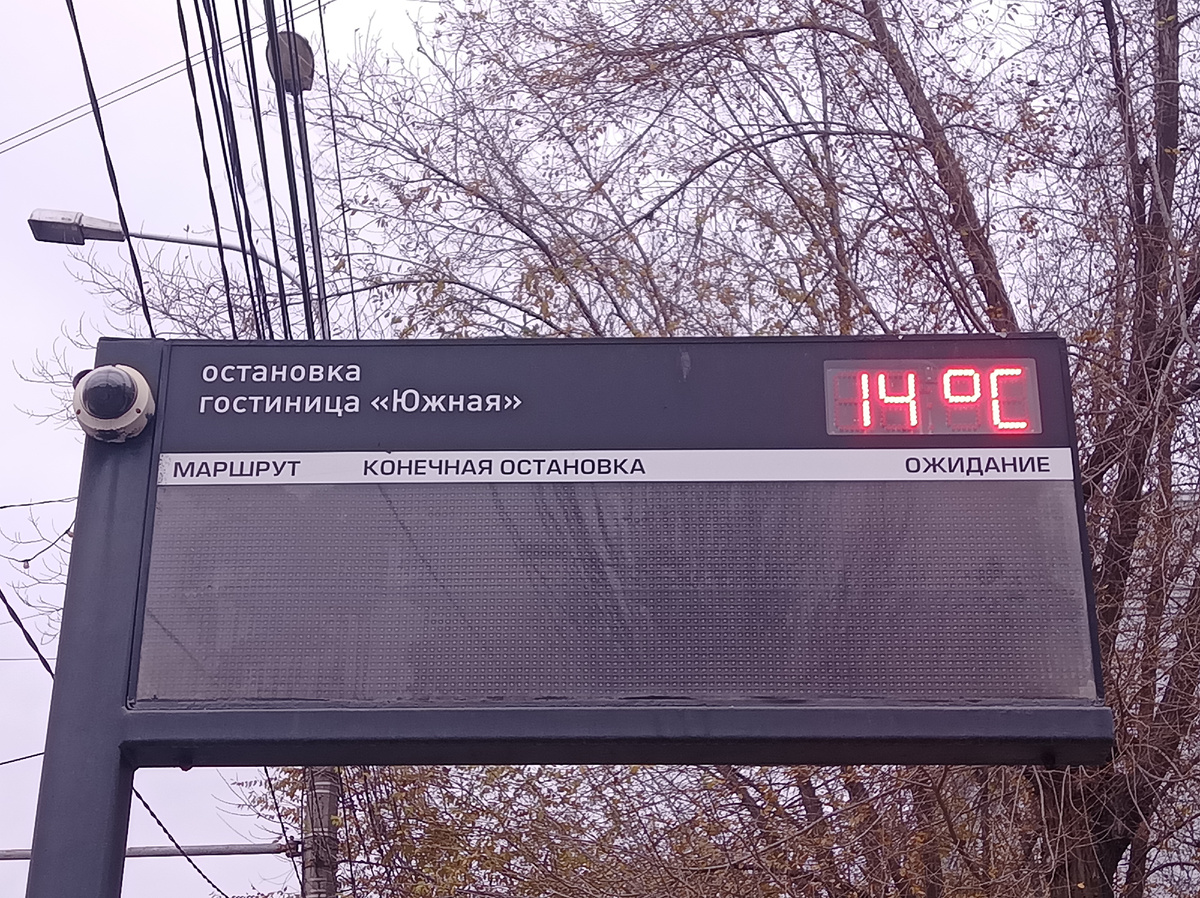 остановка
гостиница «Южная»
14 °C
МАРШРУТ КОНЕЧНАЯ ОСТАНОВКА ОЖИДАНИЕ